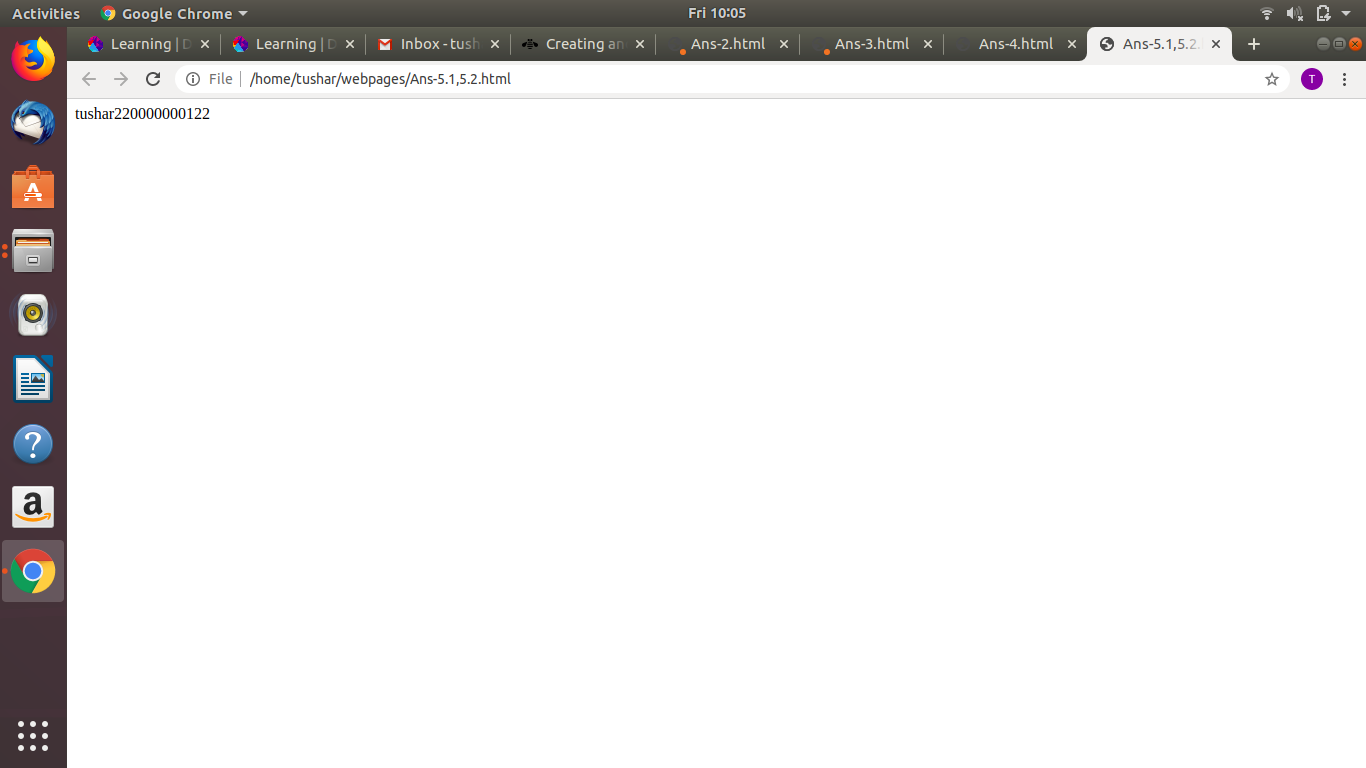 Activities Google Chrome Fri 10:05
Learning | D Learning | D Inbox - tush Creating an Ans-2.html Ans-3.html Ans-4.html Ans-5.1,5.2.
File /home/tushar/webpages/Ans-5.1,5.2.html T
tushar220000000122